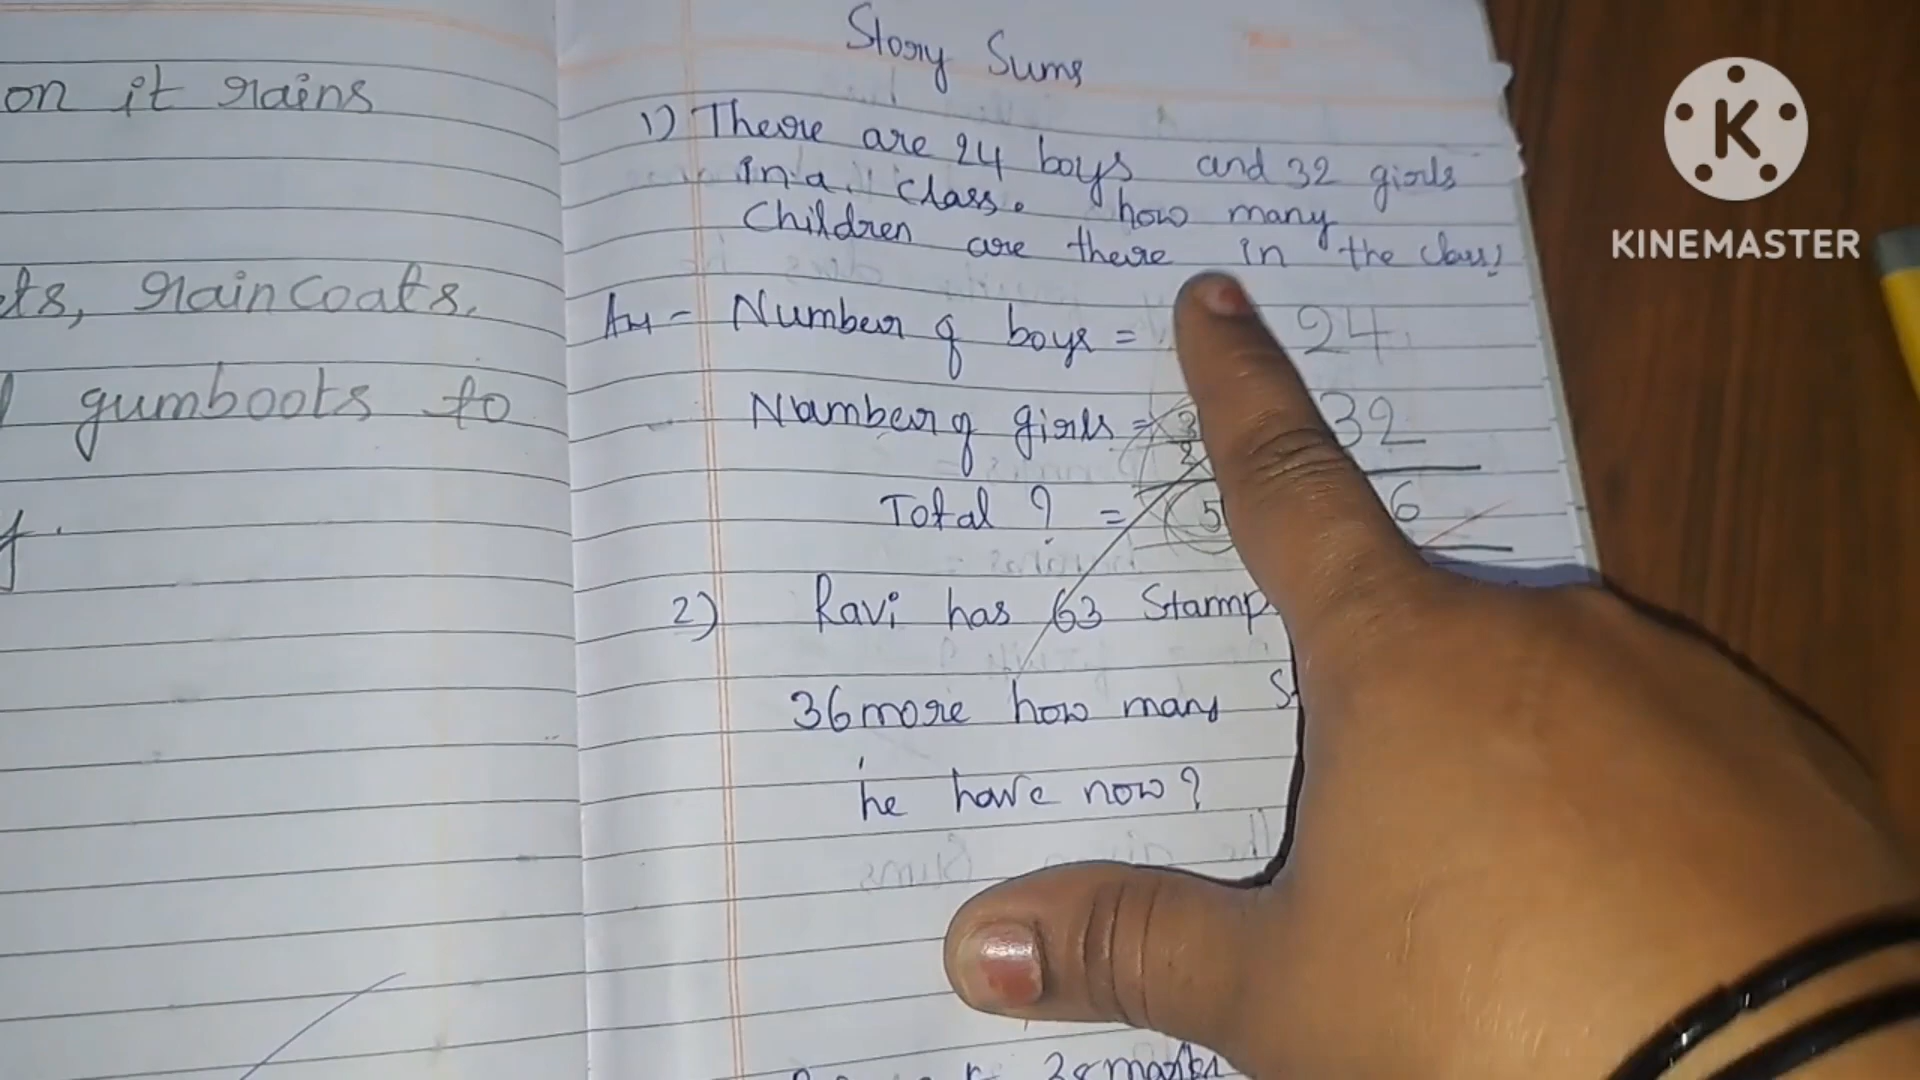 Story Sums
on it rains
1) There are 24 boys and 32 girls
in a class. how many
Children are there in the class?
ts, raincoats.
Ans - Number of boys = 24
gumboots to
Number of girls = 32
Total ? = 5 6
2) Ravi has 63 Stamp
36 more how many
he have now?
KINEMASTER